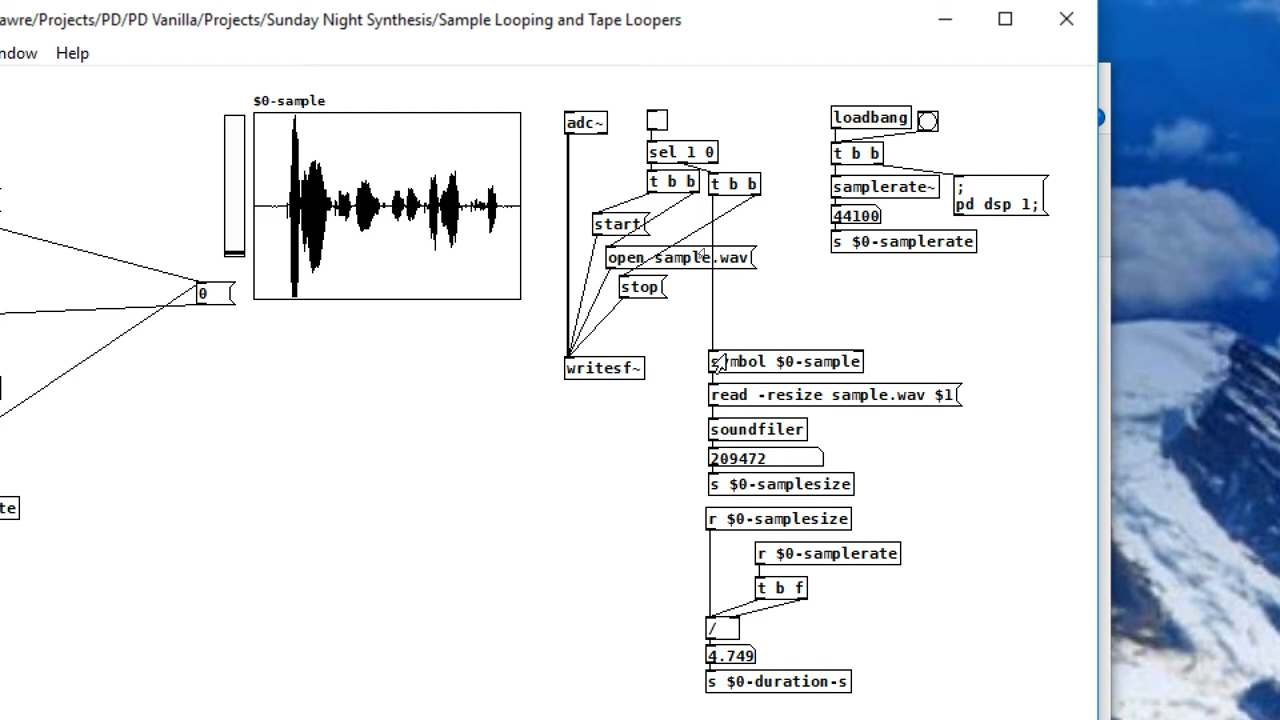 awre/Projects/PD/PD Vanilla/Projects/Sunday Night Synthesis/Sample Looping and Tape Loopers
ndow Help
$0-sample
adc~
sel 1 0
t b b
t b b
start
open sample.wav
stop
writesf~
loadbang
t b b
samplerate~
;
pd dsp 1;
44100
s $0-samplerate
0
symbol $0-sample
read -resize sample.wav $1
soundfiler
209472
s $0-samplesize
r $0-samplesize
r $0-samplerate
t b f
/
4.749
s $0-duration-s
te